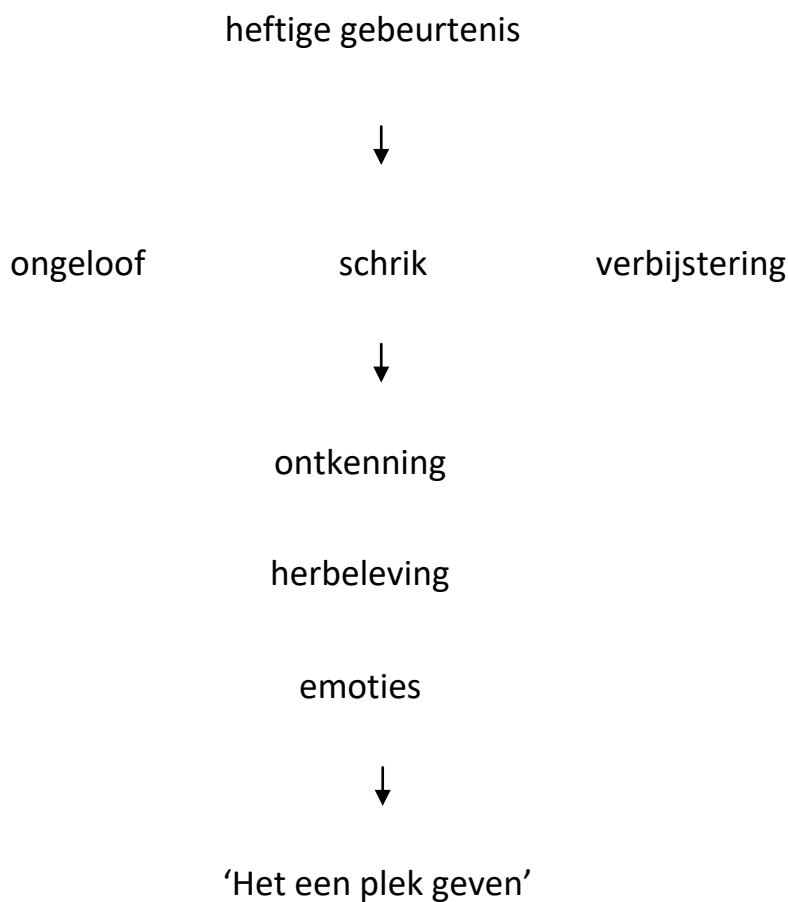 heftige gebeurtenis
ongeloof schrik verbijstering
ontkenning
herbeleving
emoties
‘Het een plek geven’